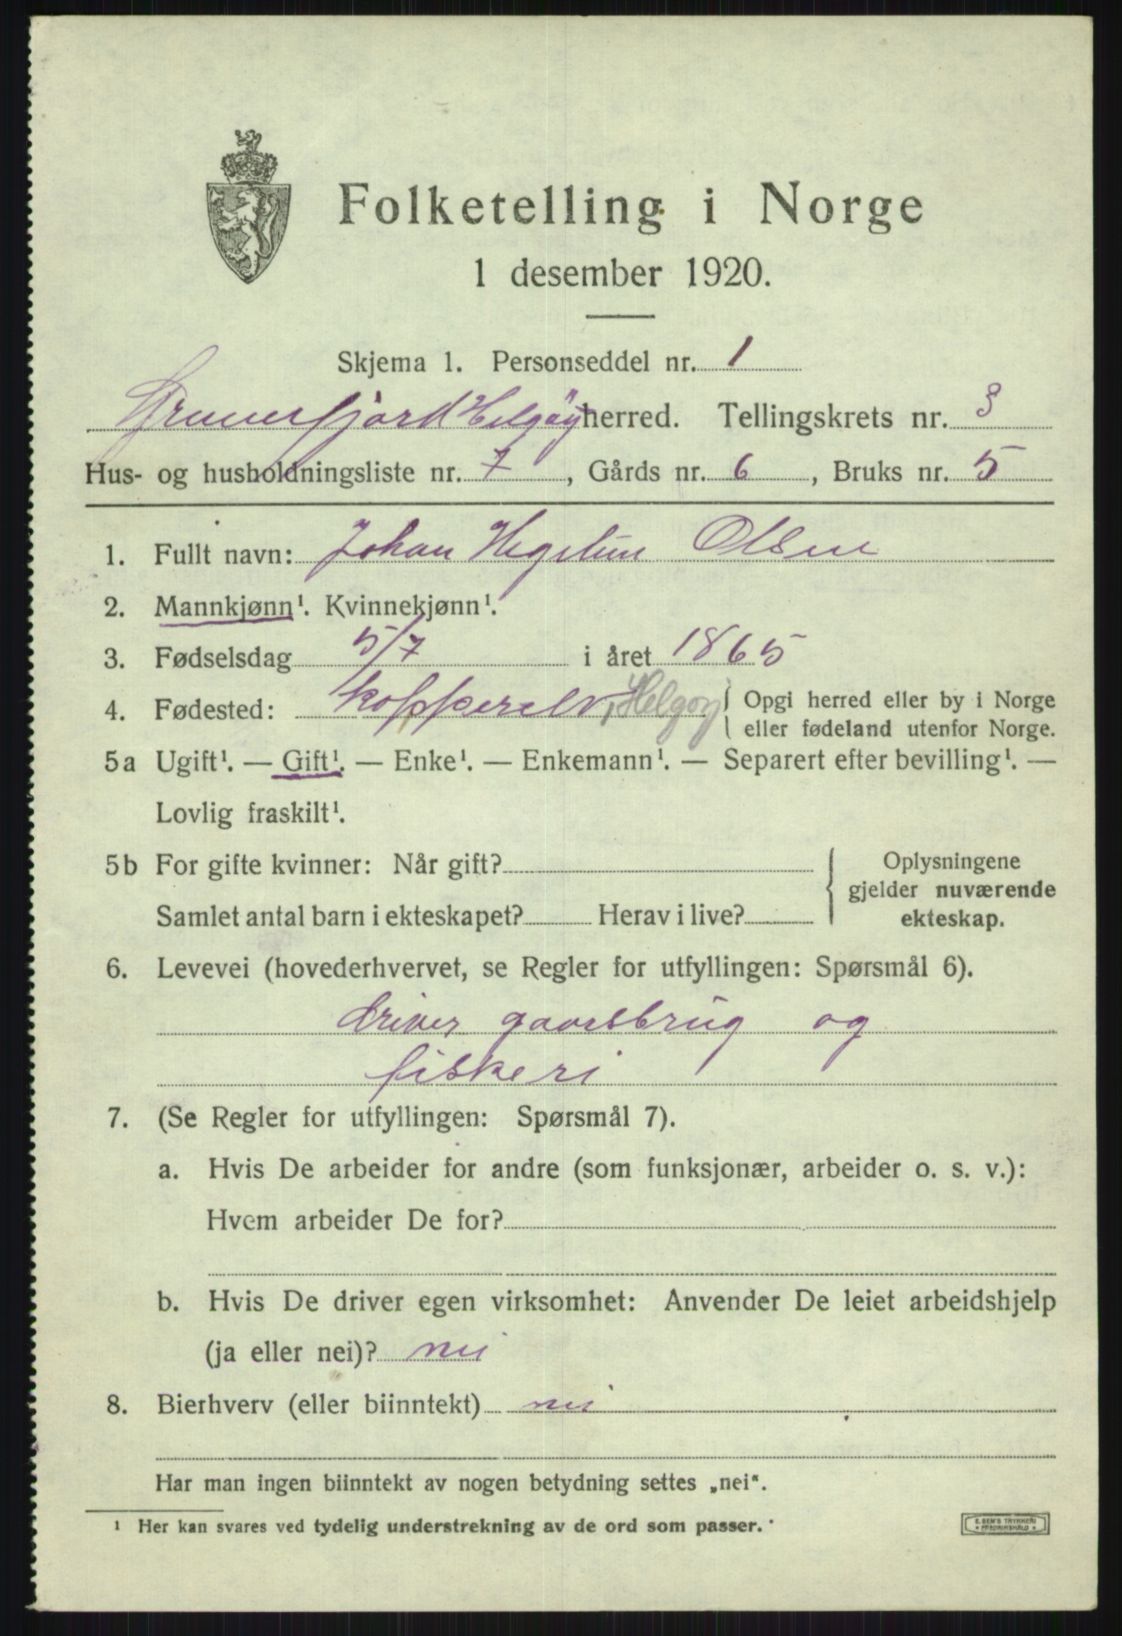 Folketelling i Norge
1 desember 1920.
Skjema 1. Personseddel nr. 1
Helgøy herred. Tellingskrets nr. 3
Hus- og husholdningsliste nr. 7, Gårds nr. 6, Bruks nr. 5
1. Fullt navn: Johan Olsen
2. Mannkjønn¹. Kvinnekjønn¹.
3. Fødselsdag 5/7 i året 1865
4. Fødested: Kopperelv, Helgøy { Opgi herred eller by i Norge
eller fødeland utenfor Norge.
5a Ugift¹. — Gift¹. — Enke¹. — Enkemann¹. — Separert efter bevilling¹. —
Lovlig fraskilt¹.
5b For gifte kvinner: Når gift?
Samlet antal barn i ekteskapet? Herav i live?
{ Oplysningene
gjelder nuværende
ekteskap.
6. Levevei (hovederhvervet, se Regler for utfyllingen: Spørsmål 6).
driver gaarsbrug og
fiskeri
7. (Se Regler for utfyllingen: Spørsmål 7).
a. Hvis De arbeider for andre (som funksjonær, arbeider o. s. v.):
Hvem arbeider De for?
b. Hvis De driver egen virksomhet: Anvender De leiet arbeidshjelp
(ja eller nei)? nei
8. Bierhverv (eller biinntekt) nei
Har man ingen biinntekt av nogen betydning settes „nei“.
¹ Her kan svares ved tydelig understrekning av de ord som passer.
E. SEM'S TRYKKERI
FREDRIKSHALD